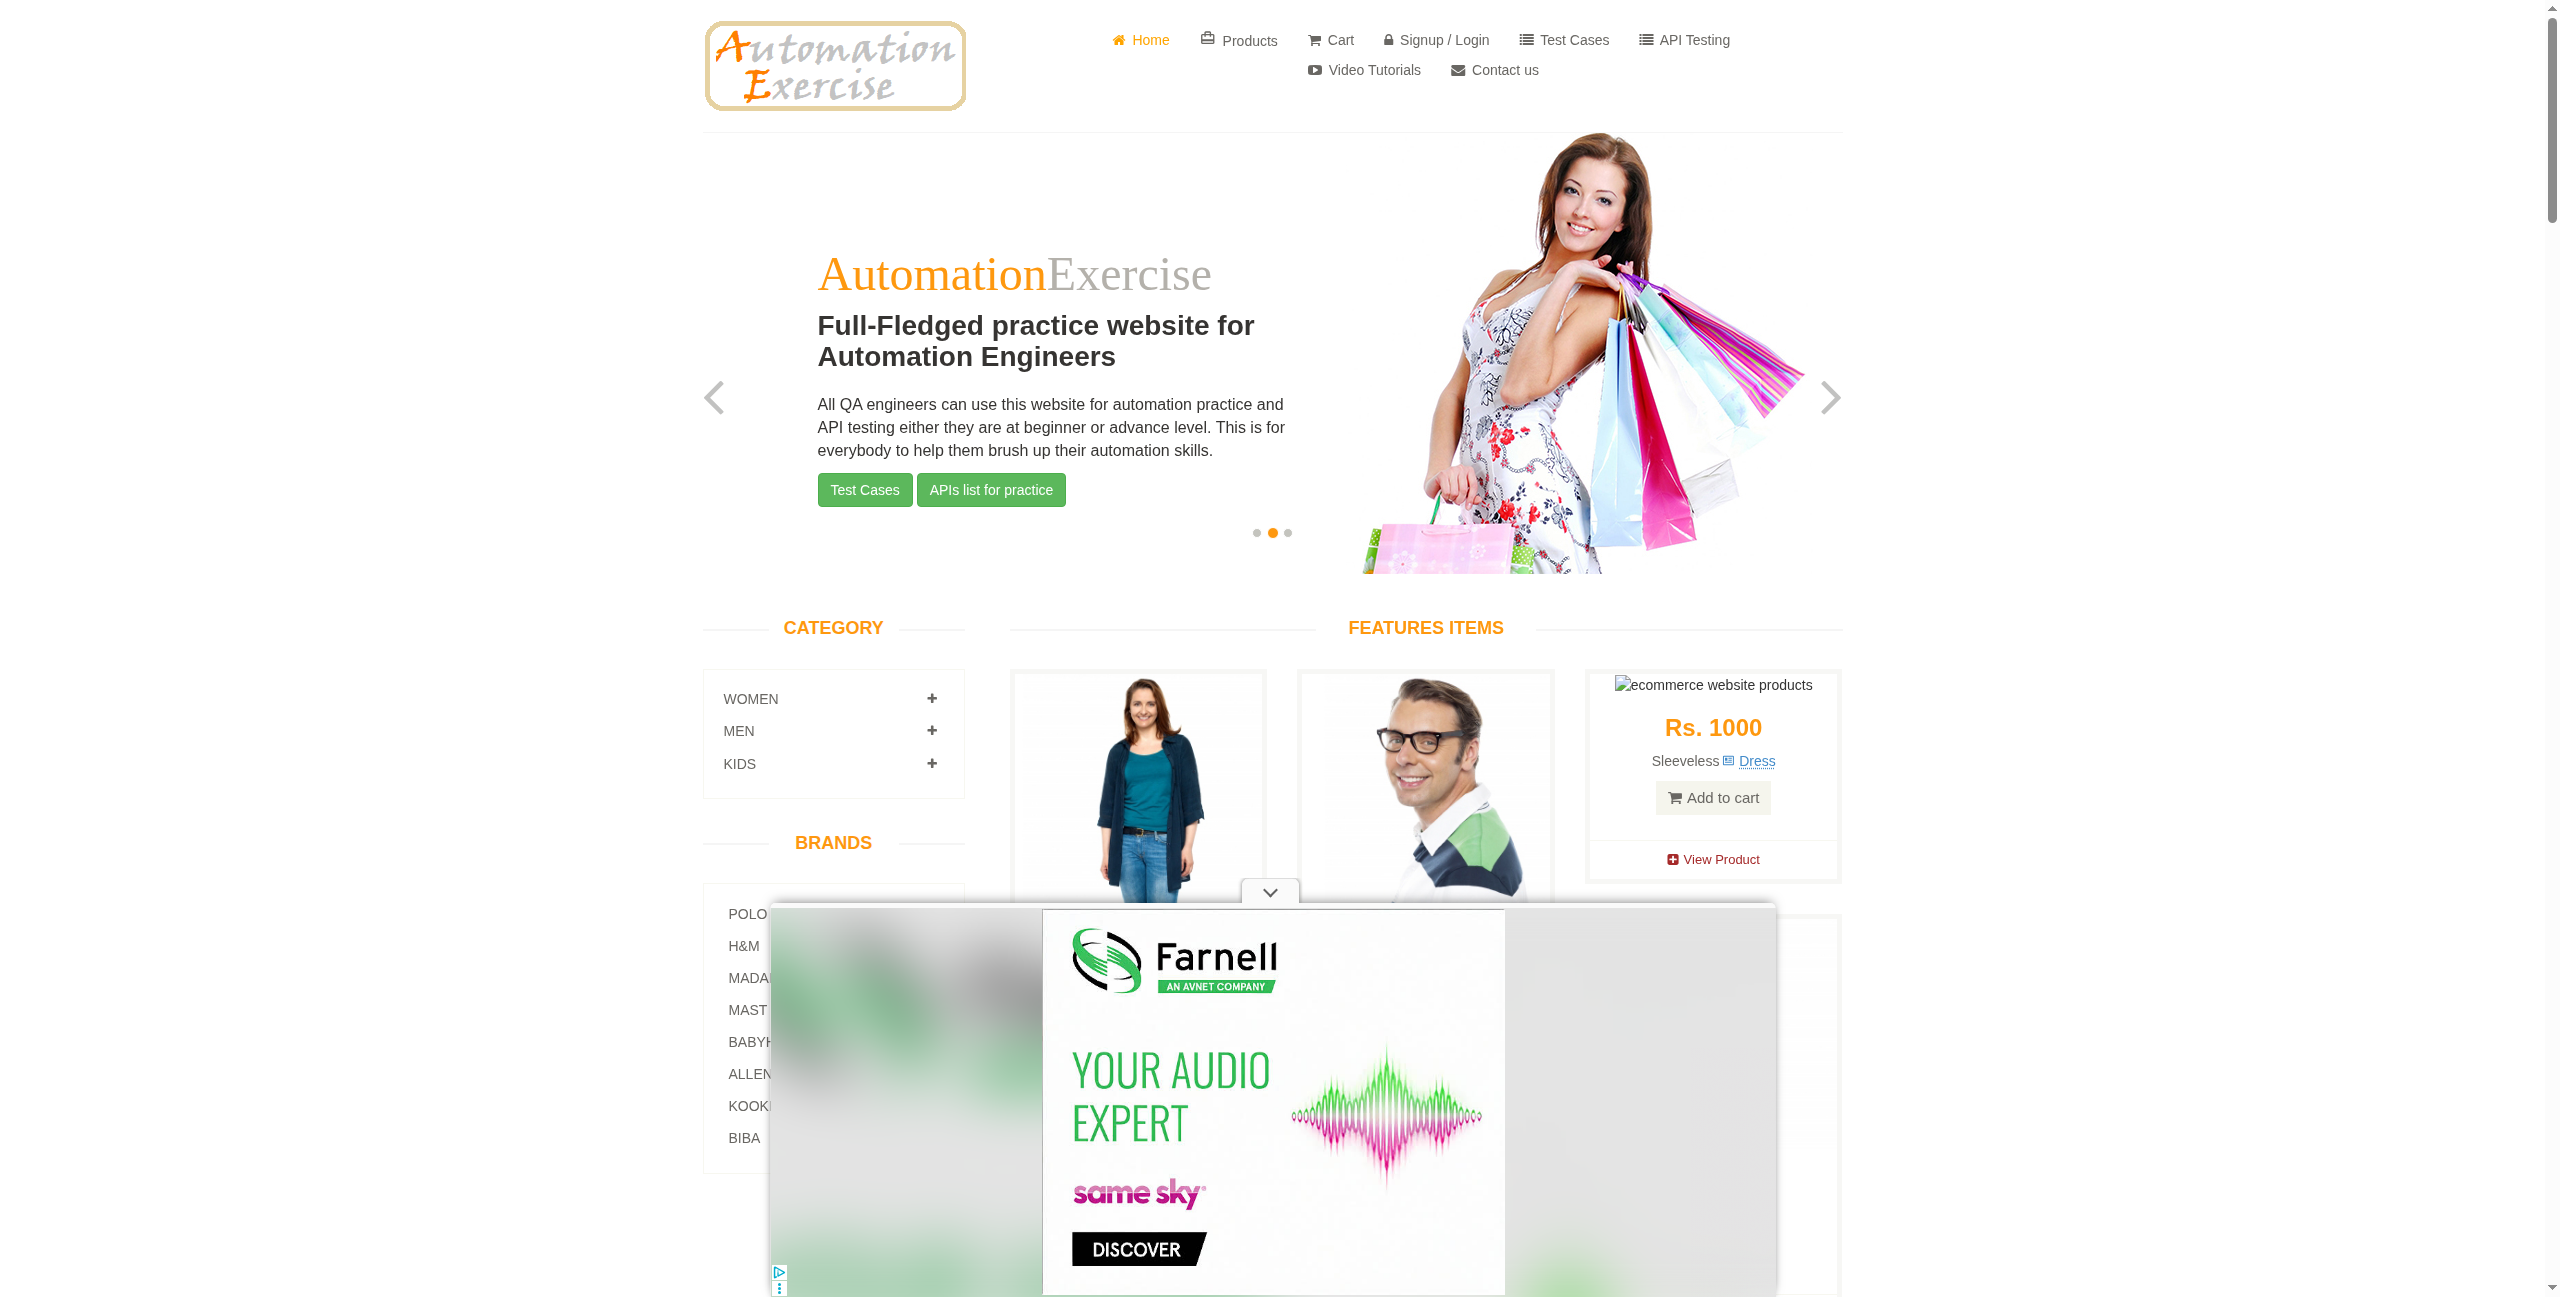 Automation
Exercise
Home
Products
Cart
Signup / Login
Test Cases
API Testing
Video Tutorials
Contact us
AutomationExercise
Full-Fledged practice website for
Automation Engineers
All QA engineers can use this website for automation practice and
API testing either they are at beginner or advance level. This is for
everybody to help them brush up their automation skills.
Test Cases
APIs list for practice
CATEGORY
WOMEN
MEN
KIDS
BRANDS
POLO
H&M
MAST
BIBA
FEATURES ITEMS
ecommerce website products
Rs. 1000
Sleeveless Dress
Add to cart
View Product
Farnell
AN AVNET COMPANY
YOUR AUDIO
EXPERT
same sky
DISCOVER